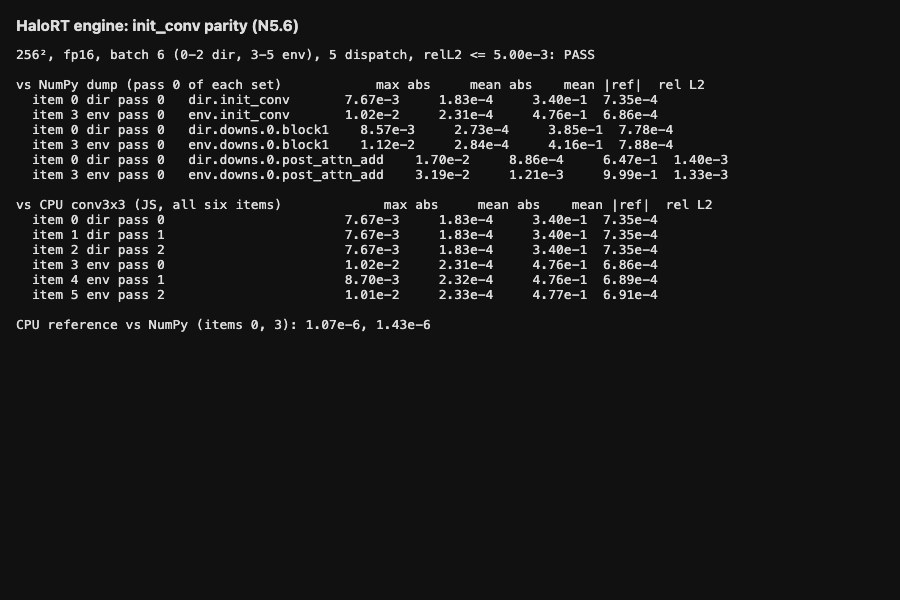 HaloRT engine: init_conv parity (N5.6)
256², fp16, batch 6 (0-2 dir, 3-5 env), 5 dispatch, relL2 <= 5.00e-3: PASS
vs NumPy dump (pass 0 of each set) max abs mean abs mean |ref| rel L2
item 0 dir pass 0 dir.init_conv 7.67e-3 1.83e-4 3.40e-1 7.35e-4
item 3 env pass 0 env.init_conv 1.02e-2 2.31e-4 4.76e-1 6.86e-4
item 0 dir pass 0 dir.downs.0.block1 8.57e-3 2.73e-4 3.85e-1 7.78e-4
item 3 env pass 0 env.downs.0.block1 1.12e-2 2.84e-4 4.16e-1 7.88e-4
item 0 dir pass 0 dir.downs.0.post_attn_add 1.70e-2 8.86e-4 6.47e-1 1.40e-3
item 3 env pass 0 env.downs.0.post_attn_add 3.19e-2 1.21e-3 9.99e-1 1.33e-3
vs CPU conv3x3 (JS, all six items) max abs mean abs mean |ref| rel L2
item 0 dir pass 0 7.67e-3 1.83e-4 3.40e-1 7.35e-4
item 1 dir pass 1 7.67e-3 1.83e-4 3.40e-1 7.35e-4
item 2 dir pass 2 7.67e-3 1.83e-4 3.40e-1 7.35e-4
item 3 env pass 0 1.02e-2 2.31e-4 4.76e-1 6.86e-4
item 4 env pass 1 8.70e-3 2.32e-4 4.76e-1 6.89e-4
item 5 env pass 2 1.01e-2 2.33e-4 4.77e-1 6.91e-4
CPU reference vs NumPy (items 0, 3): 1.07e-6, 1.43e-6